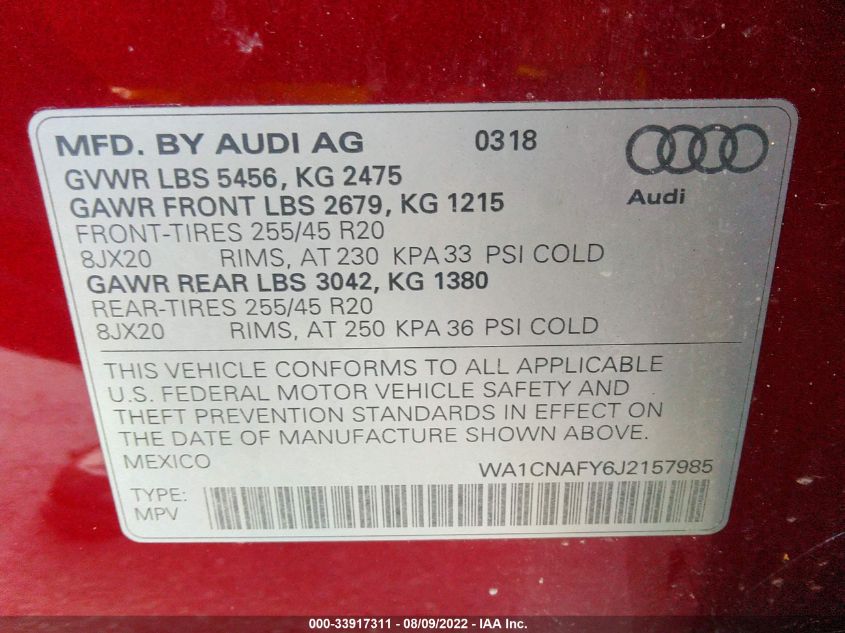 MFD. BY AUDI AG 0318
GVWR LBS 5456, KG 2475
Audi
GAWR FRONT LBS 2679, KG 1215
FRONT-TIRES 255/45 R20
8JX20 RIMS, AT 230 KPA 33 PSI COLD
GAWR REAR LBS 3042, KG 1380
REAR-TIRES 255/45 R20
8JX20 RIMS, AT 250 KPA 36 PSI COLD
THIS VEHICLE CONFORMS TO ALL APPLICABLE
U.S. FEDERAL MOTOR VEHICLE SAFETY AND
THEFT PREVENTION STANDARDS IN EFFECT ON
THE DATE OF MANUFACTURE SHOWN ABOVE.
MEXICO WA1CNAFY6J2157985
TYPE:
MPV
000-33917311 - 08/09/2022 - IAA Inc.